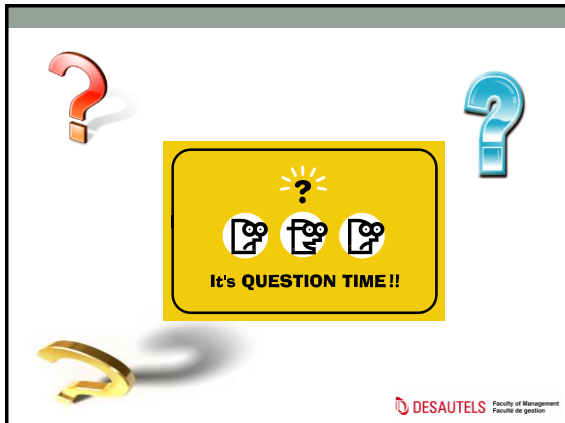 ?
It's QUESTION TIME!!
DESAUTELS
Faculty of Management
Faculté de gestion